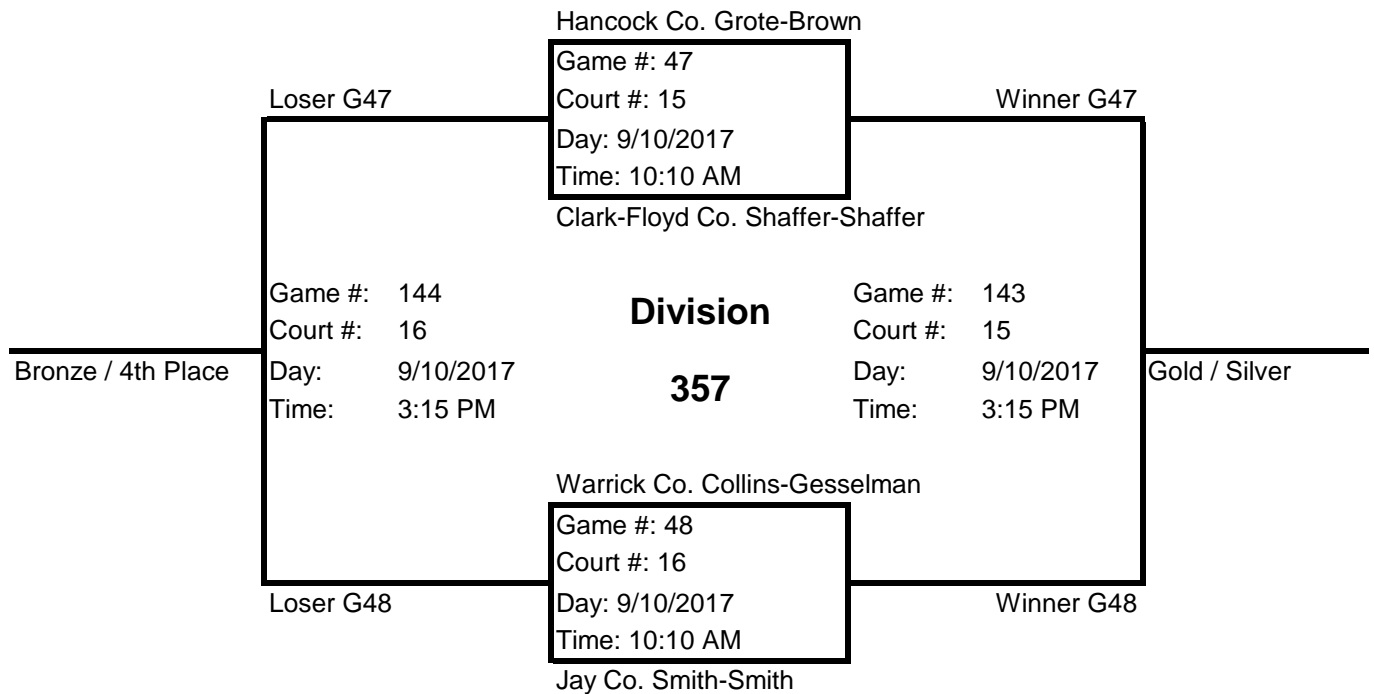 Hancock Co. Grote-Brown
Game #: 47
Loser G47 Court #: 15 Winner G47
Day: 9/10/2017
Time: 10:10 AM
Clark-Floyd Co. Shaffer-Shaffer
Game #: 144
Court #: 16
Bronze / 4th Place Day: 9/10/2017
Time: 3:15 PM
Division
357
Game #: 143
Court #: 15
Day: 9/10/2017 Gold / Silver
Time: 3:15 PM
Warrick Co. Collins-Gesselman
Game #: 48
Court #: 16
Loser G48 Day: 9/10/2017 Winner G48
Time: 10:10 AM
Jay Co. Smith-Smith